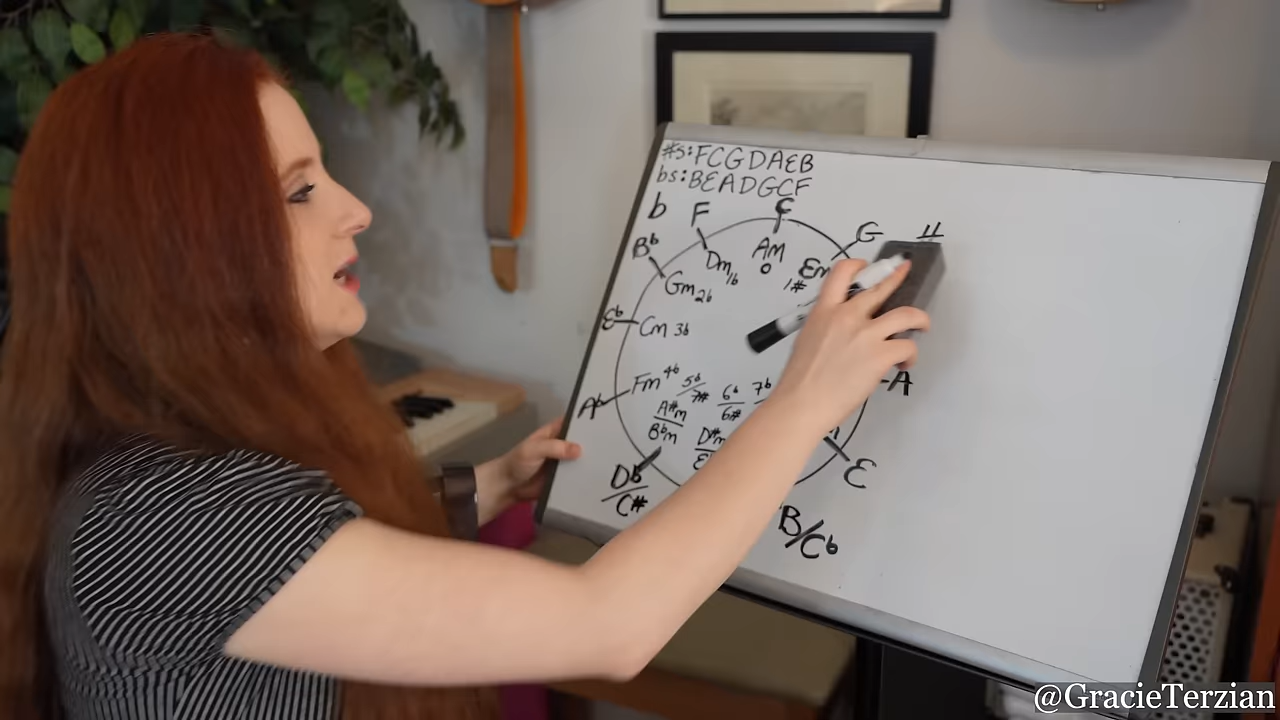 #s: FCGDAEB
bs: BEADGCF
b F C G #
Bb Dm 1b Am 0 Em 1#
Gm 2b
Eb Cm 3b
Ab Fm 4b 5b/7# 6b/6# 7b A
A#m/Bbm D#m
E
Db/C#
B/Cb
@GracieTerzian